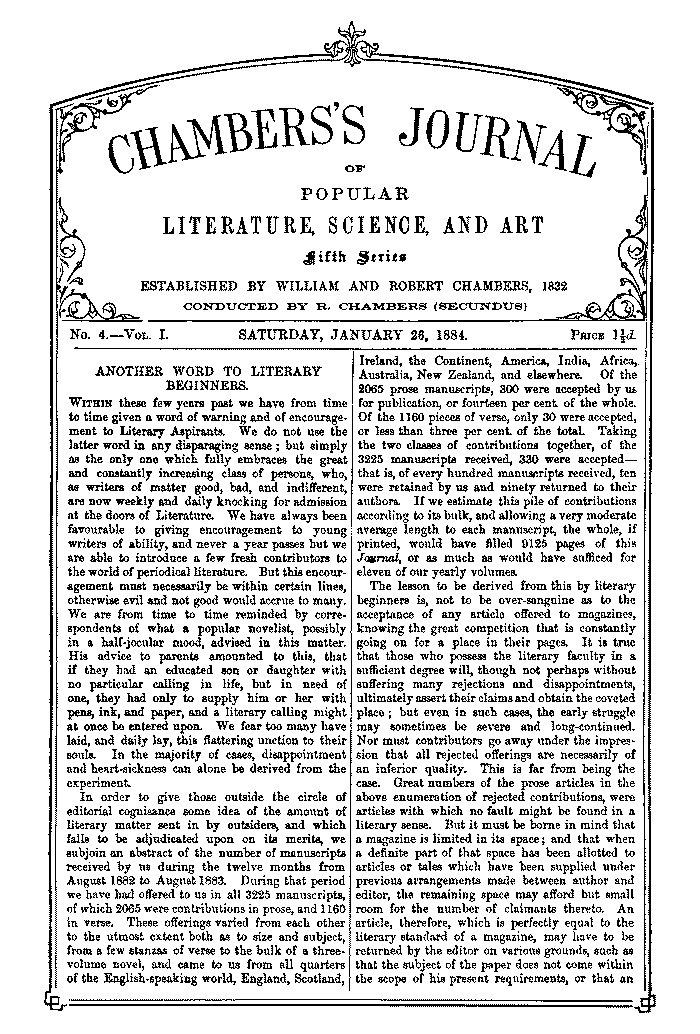 CHAMBERS'S JOURNAL
OF
POPULAR
LITERATURE, SCIENCE, AND ART
Fifth Series
ESTABLISHED BY WILLIAM AND ROBERT CHAMBERS, 1832
CONDUCTED BY R. CHAMBERS (SECUNDUS)
No. 4.—Vol. I.
SATURDAY, JANUARY 26, 1884.
Price 1½d.
ANOTHER WORD TO LITERARY
BEGINNERS.
Within these few years past we have from time
to time given a word of warning and of encourage-
ment to Literary Aspirants. We do not use the
latter word in any disparaging sense; but simply
as the only one which fully embraces the great
and constantly increasing class of persons, who,
as writers of matter good, bad, and indifferent,
are now weekly and daily knocking for admission
at the doors of Literature. We have always been
favourable to giving encouragement to young
writers of ability, and never a year passes but we
are able to introduce a few fresh contributors to
the world of periodical literature. But this encour-
agement must necessarily be within certain lines,
otherwise evil and not good would accrue to many.
We are from time to time reminded by corre-
spondents of what a popular novelist, possibly
in a half-jocular mood, advised in this matter.
His advice to parents amounted to this, that
if they had an educated son or daughter with
no particular calling in life, but in need of
one, they had only to supply him or her with
pens, ink, and paper, and a literary calling might
at once be entered upon. We fear too many have
laid, and daily lay, this flattering unction to their
souls. In the majority of cases, disappointment
and heart-sickness can alone be derived from the
experiment.
In order to give those outside the circle of
editorial cognisance some idea of the amount of
literary matter sent in by outsiders, and which
falls to be adjudicated upon on its merits, we
subjoin an abstract of the number of manuscripts
received by us during the twelve months from
August 1882 to August 1883. During that period
we have had offered to us in all 3225 manuscripts,
of which 2065 were contributions in prose, and 1160
in verse. These offerings varied from each other
to the utmost extent both as to size and subject,
from a few stanzas of verse to the bulk of a three-
volume novel, and came to us from all quarters
of the English-speaking world, England, Scotland,
Ireland, the Continent, America, India, Africa,
Australia, New Zealand, and elsewhere. Of the
2065 prose manuscripts, 300 were accepted by us
for publication, or fourteen per cent. of the whole.
Of the 1160 pieces of verse, only 30 were accepted,
or less than three per cent. of the total. Taking
the two classes of contributions together, of the
3225 manuscripts received, 330 were accepted—
that is, of every hundred manuscripts received, ten
were retained by us and ninety returned to their
authors. If we estimate this pile of contributions
according to its bulk, and allowing a very moderate
average length to each manuscript, the whole, if
printed, would have filled 9125 pages of this
Journal, or as much as would have sufficed for
eleven of our yearly volumes.
The lesson to be derived from this by literary
beginners is, not to be over-sanguine as to the
acceptance of any article offered to magazines,
knowing the great competition that is constantly
going on for a place in their pages. It is true
that those who possess the literary faculty in a
sufficient degree will, though not perhaps without
suffering many rejections and disappointments,
ultimately assert their claims and obtain the coveted
place; but even in such cases, the early struggle
may sometimes be severe and long-continued.
Nor must contributors go away under the impres-
sion that all rejected offerings are necessarily of
an inferior quality. This is far from being the
case. Great numbers of the prose articles in the
above enumeration of rejected contributions, were
articles with which no fault might be found in a
literary sense. But it must be borne in mind that
a magazine is limited in its space; and that when
a definite part of that space has been allotted to
articles or tales which have been supplied under
previous arrangements made between author and
editor, the remaining space may afford but small
room for the number of claimants thereto. An
article, therefore, which is perfectly equal to the
literary standard of a magazine, may have to be
returned by the editor on various grounds, such as
that the subject of the paper does not come within
the scope of his present requirements, or that an